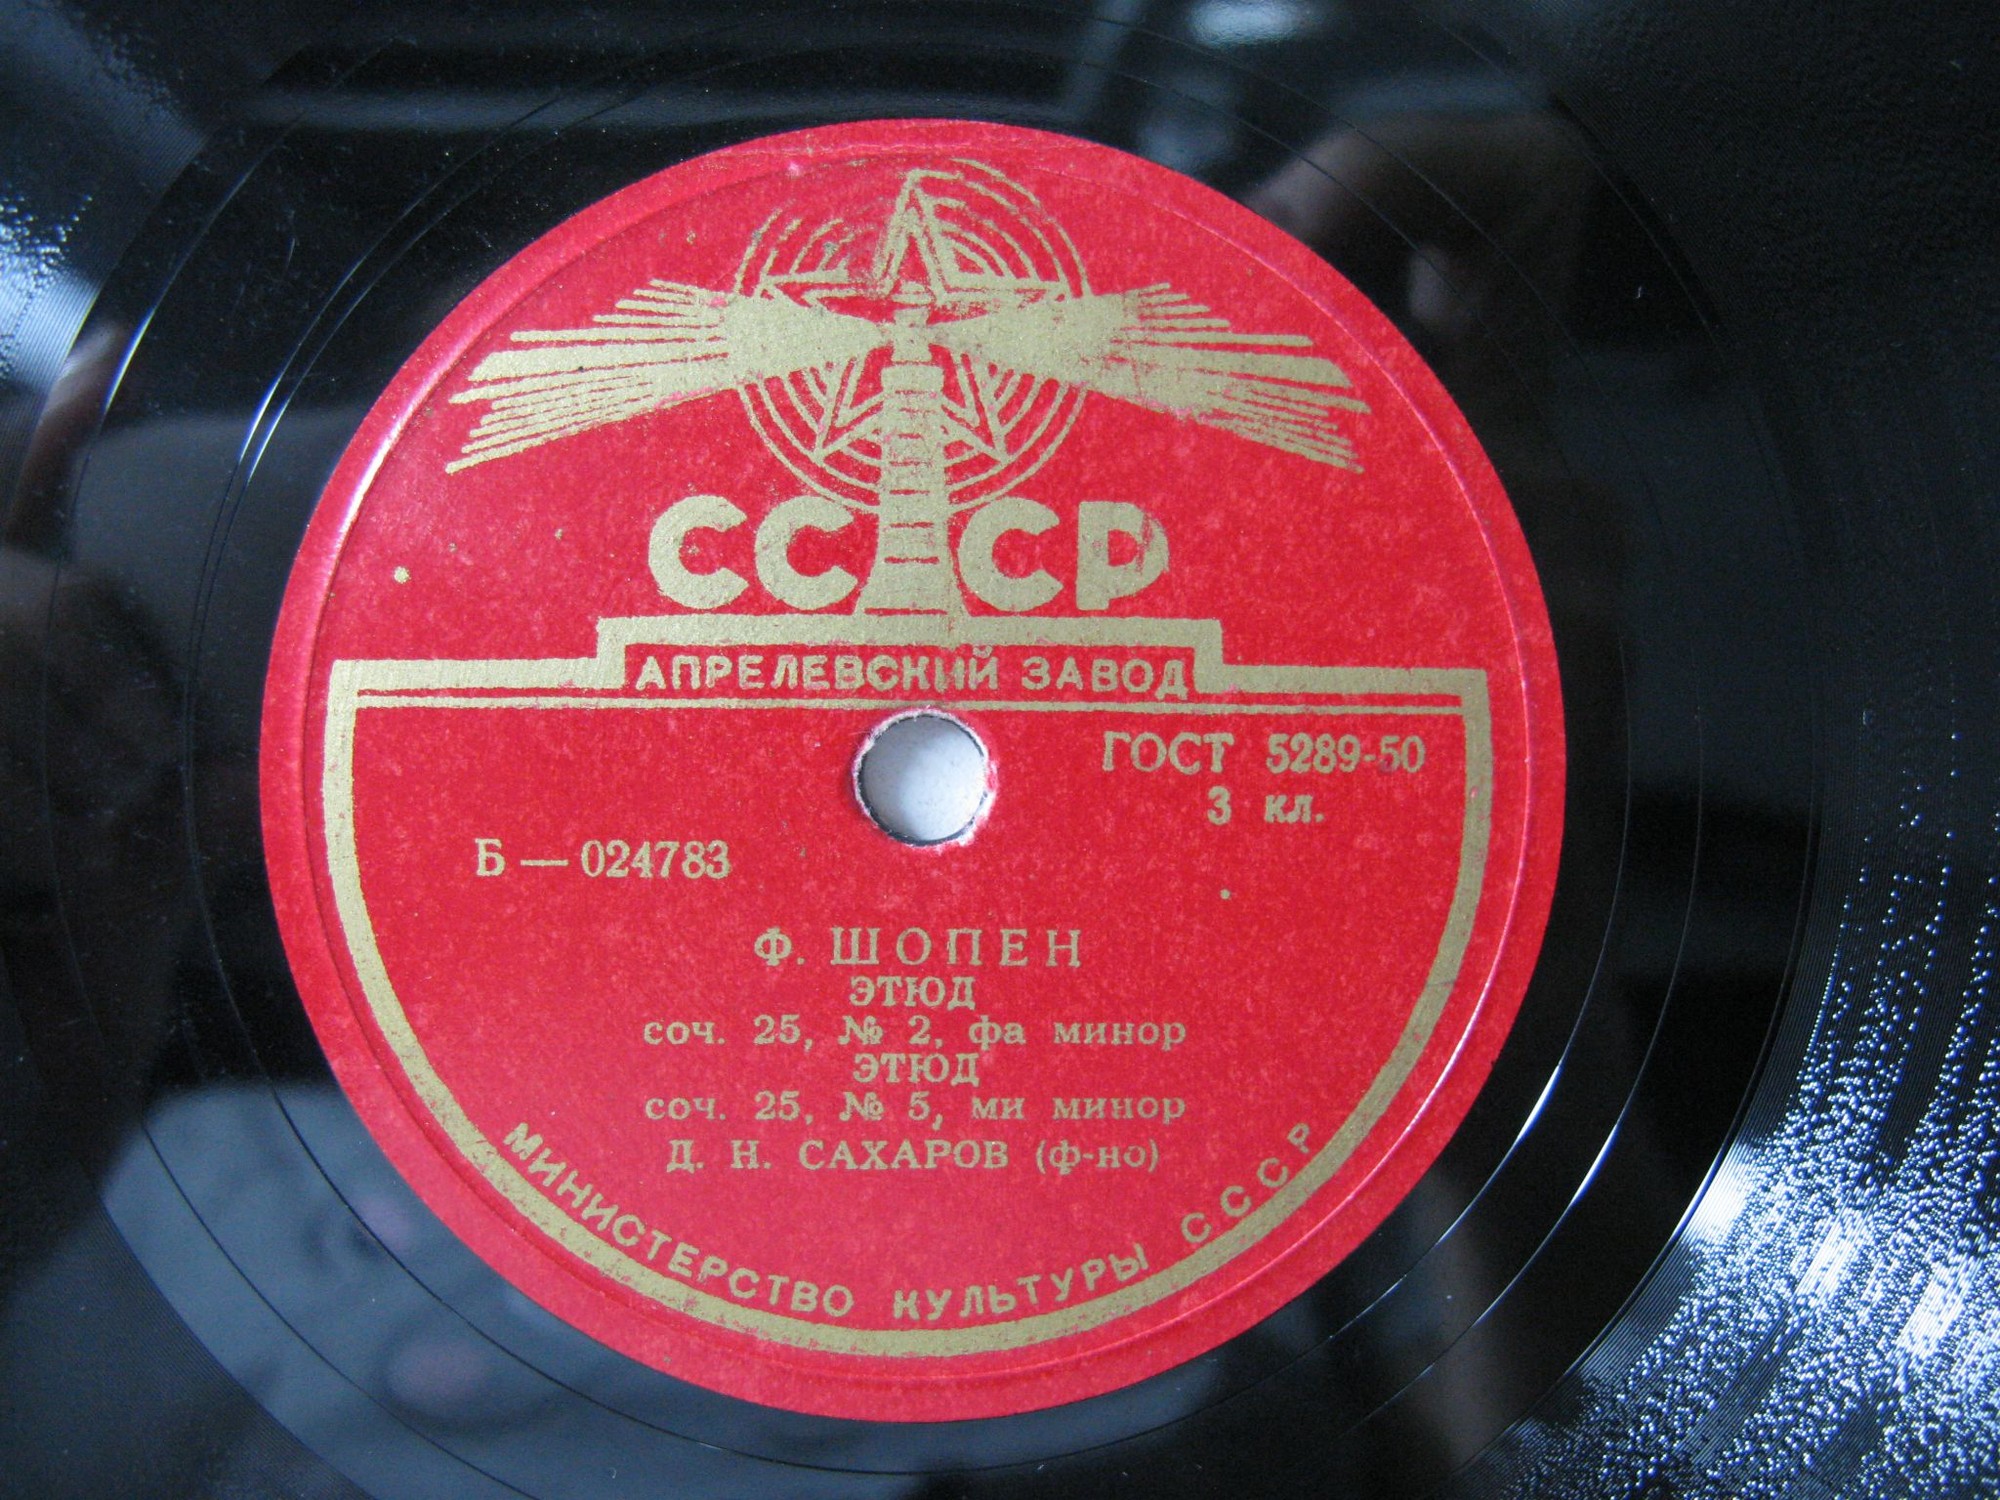 СССР
АПРЕЛЕВСКИЙ ЗАВОД
ГОСТ 5289-50
3 кл.
Б — 024783
Ф. ШОПЕН
ЭТЮД
соч. 25, № 2, фа минор
ЭТЮД
соч. 25, № 5, ми минор
Д. Н. САХАРОВ (ф-но)
МИНИСТЕРСТВО КУЛЬТУРЫ СССР